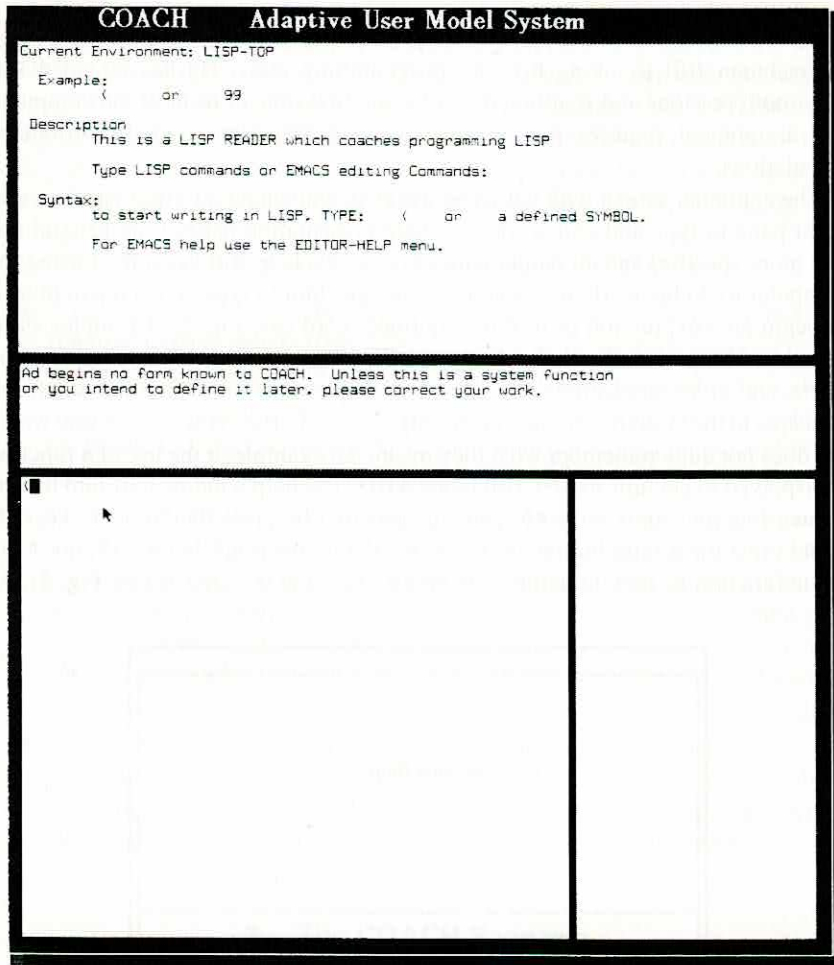 COACH Adaptive User Model System
Current Environment: LISP-TOP
Example:
( or 99
Description
This is a LISP READER which coaches programming LISP
Type LISP commands or EMACS editing Commands:
Syntax:
to start writing in LISP, TYPE: ( or a defined SYMBOL.
For EMACS help use the EDITOR-HELP menu.
Ad begins no form known to COACH. Unless this is a system function
or you intend to define it later, please correct your work.
(